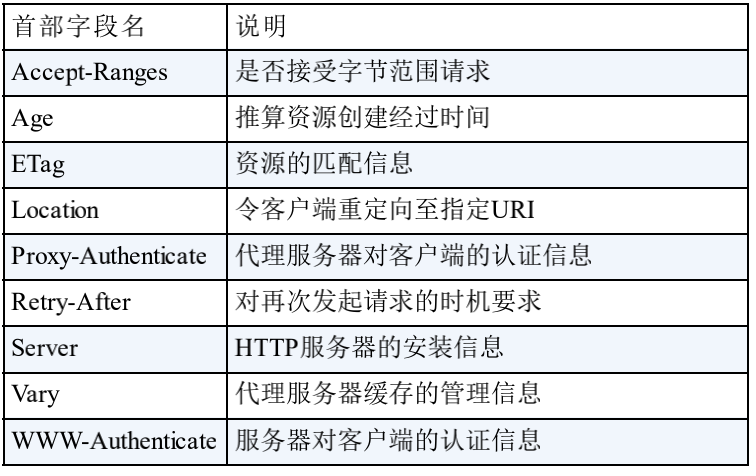 首部字段名 说明
Accept-Ranges 是否接受字节范围请求
Age 推算资源创建经过时间
ETag 资源的匹配信息
Location 令客户端重定向至指定URI
Proxy-Authenticate 代理服务器对客户端的认证信息
Retry-After 对再次发起请求的时机要求
Server HTTP服务器的安装信息
Vary 代理服务器缓存的管理信息
WWW-Authenticate 服务器对客户端的认证信息